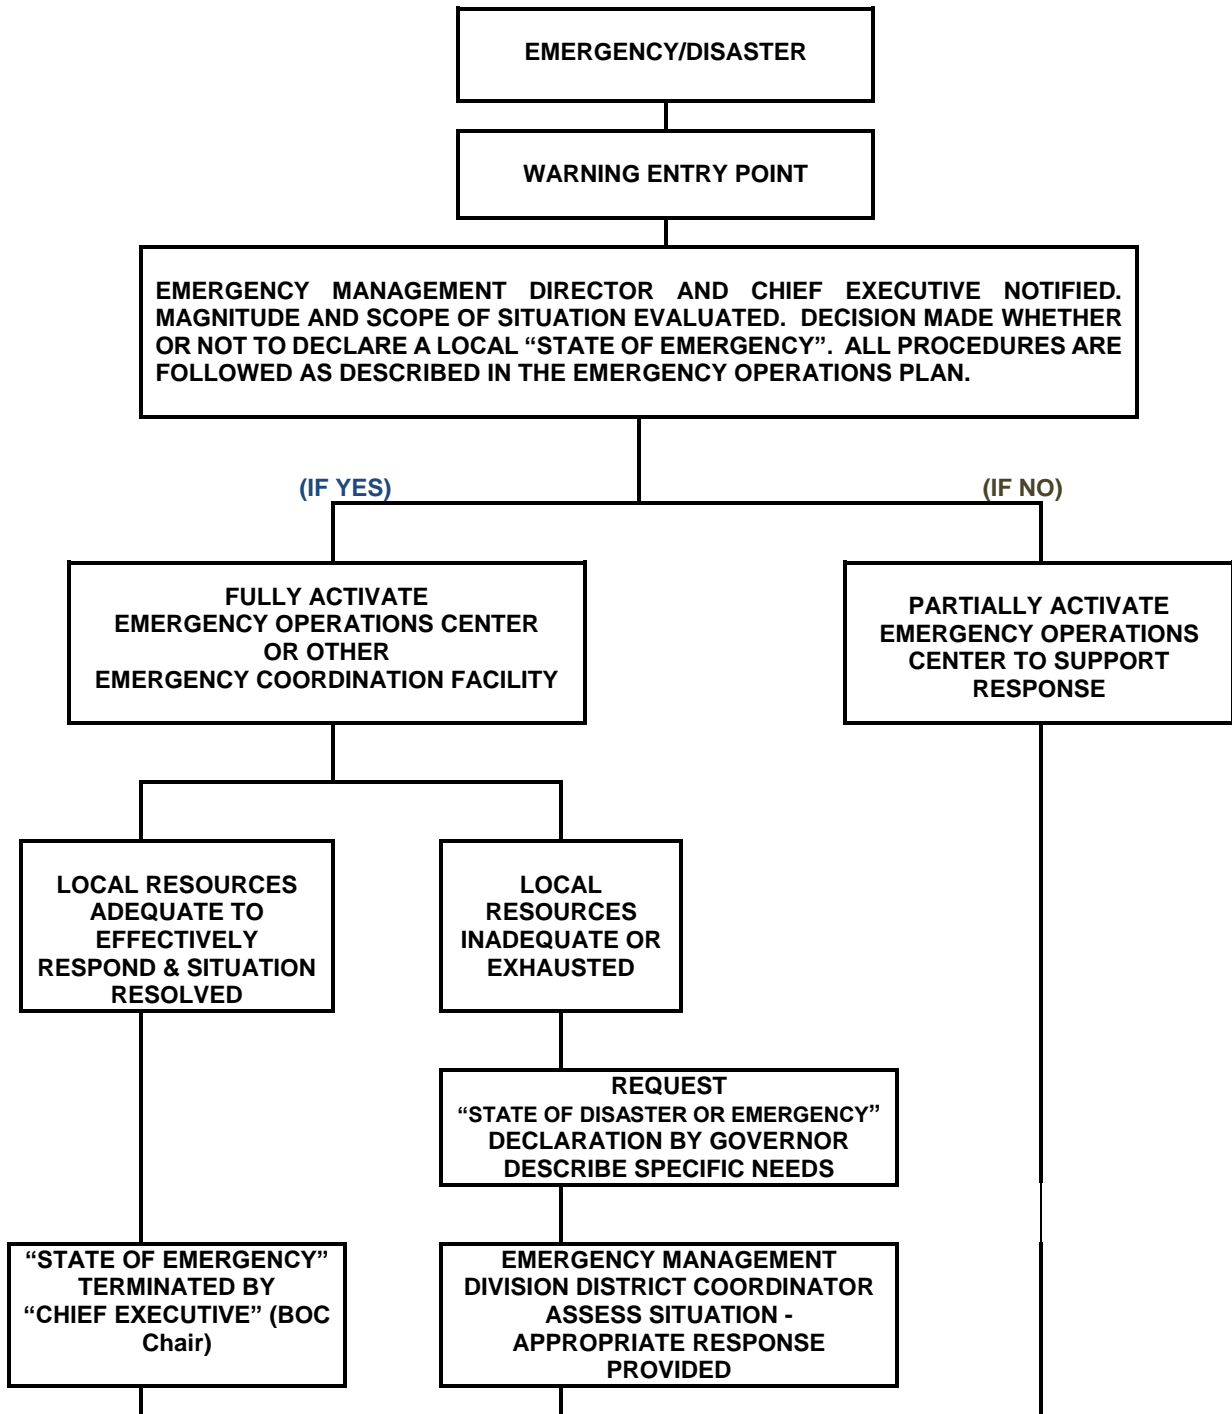 EMERGENCY/DISASTER
WARNING ENTRY POINT
EMERGENCY MANAGEMENT DIRECTOR AND CHIEF EXECUTIVE NOTIFIED.
MAGNITUDE AND SCOPE OF SITUATION EVALUATED. DECISION MADE WHETHER
OR NOT TO DECLARE A LOCAL “STATE OF EMERGENCY”. ALL PROCEDURES ARE
FOLLOWED AS DESCRIBED IN THE EMERGENCY OPERATIONS PLAN.
(IF YES)
(IF NO)
FULLY ACTIVATE
EMERGENCY OPERATIONS CENTER
OR OTHER
EMERGENCY COORDINATION FACILITY
PARTIALLY ACTIVATE
EMERGENCY OPERATIONS
CENTER TO SUPPORT
RESPONSE
LOCAL RESOURCES
ADEQUATE TO
EFFECTIVELY
RESPOND & SITUATION
RESOLVED
LOCAL
RESOURCES
INADEQUATE OR
EXHAUSTED
REQUEST
“STATE OF DISASTER OR EMERGENCY”
DECLARATION BY GOVERNOR
DESCRIBE SPECIFIC NEEDS
“STATE OF EMERGENCY”
TERMINATED BY
“CHIEF EXECUTIVE” (BOC
Chair)
EMERGENCY MANAGEMENT
DIVISION DISTRICT COORDINATOR
ASSESS SITUATION -
APPROPRIATE RESPONSE
PROVIDED